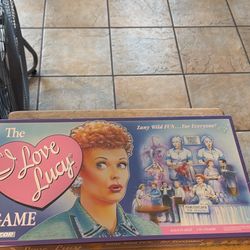 The
I Love
Lucy
GAME
Zany Wild FUN...For Everyone!